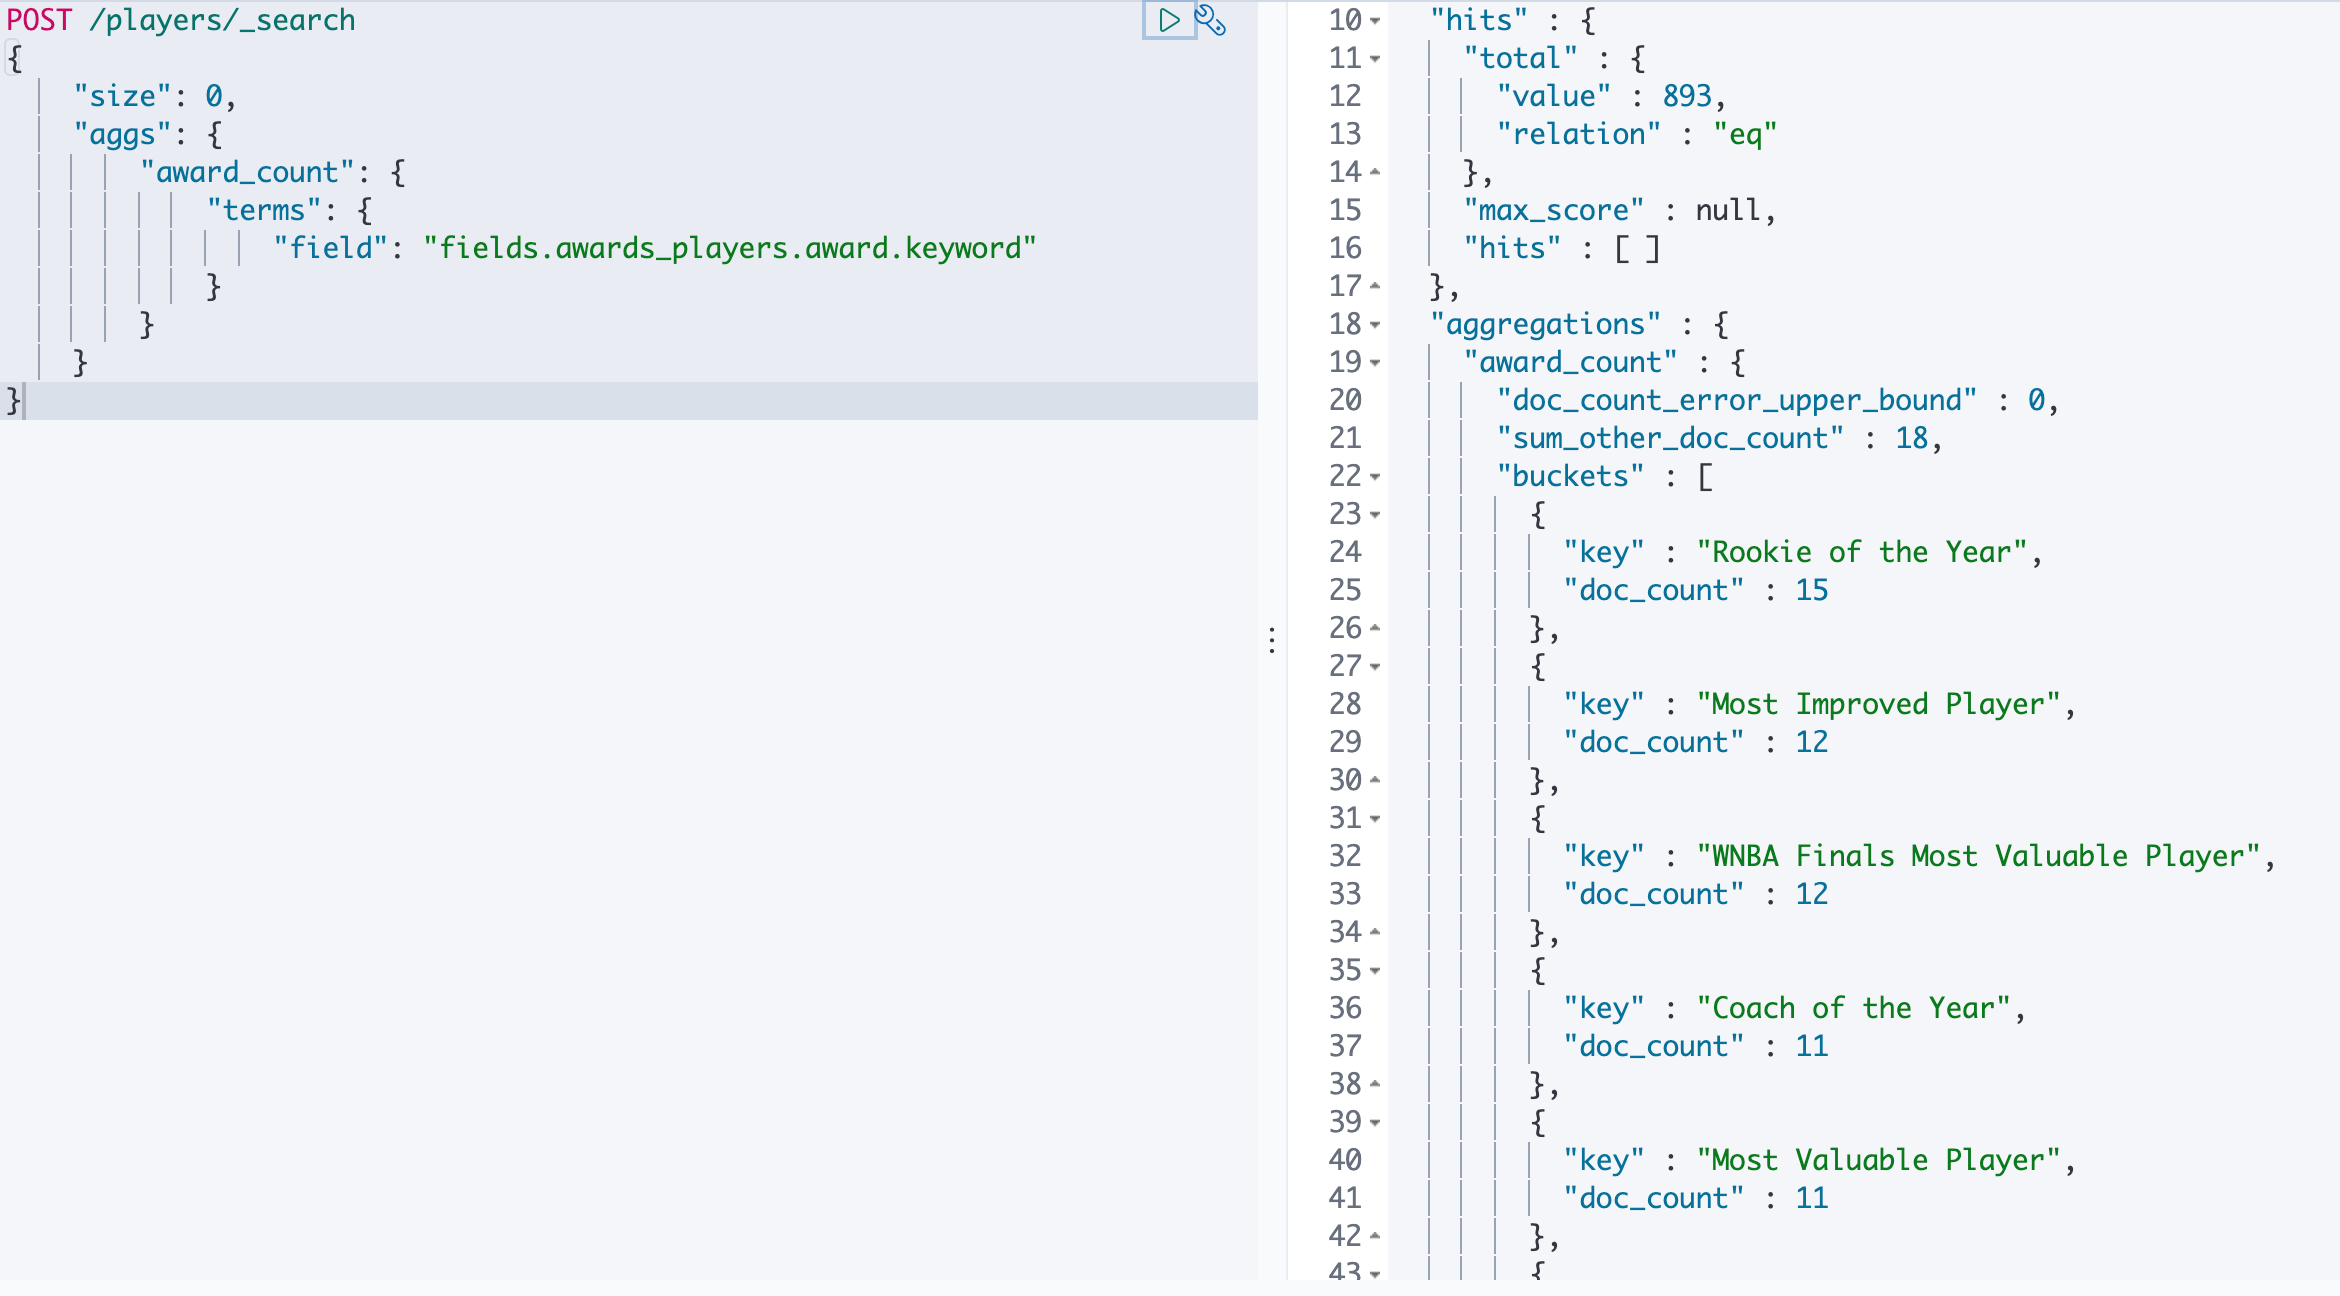 POST /players/_search
{
"size": 0,
"aggs": {
"award_count": {
"terms": {
"field": "fields.awards_players.award.keyword"
}
}
}
}
10 "hits" : {
11 "total" : {
12 "value" : 893,
13 "relation" : "eq"
14 },
15 "max_score" : null,
16 "hits" : [ ]
17 },
18 "aggregations" : {
19 "award_count" : {
20 "doc_count_error_upper_bound" : 0,
21 "sum_other_doc_count" : 18,
22 "buckets" : [
23 {
24 "key" : "Rookie of the Year",
25 "doc_count" : 15
26 },
27 {
28 "key" : "Most Improved Player",
29 "doc_count" : 12
30 },
31 {
32 "key" : "WNBA Finals Most Valuable Player",
33 "doc_count" : 12
34 },
35 {
36 "key" : "Coach of the Year",
37 "doc_count" : 11
38 },
39 {
40 "key" : "Most Valuable Player",
41 "doc_count" : 11
42 },
43 {